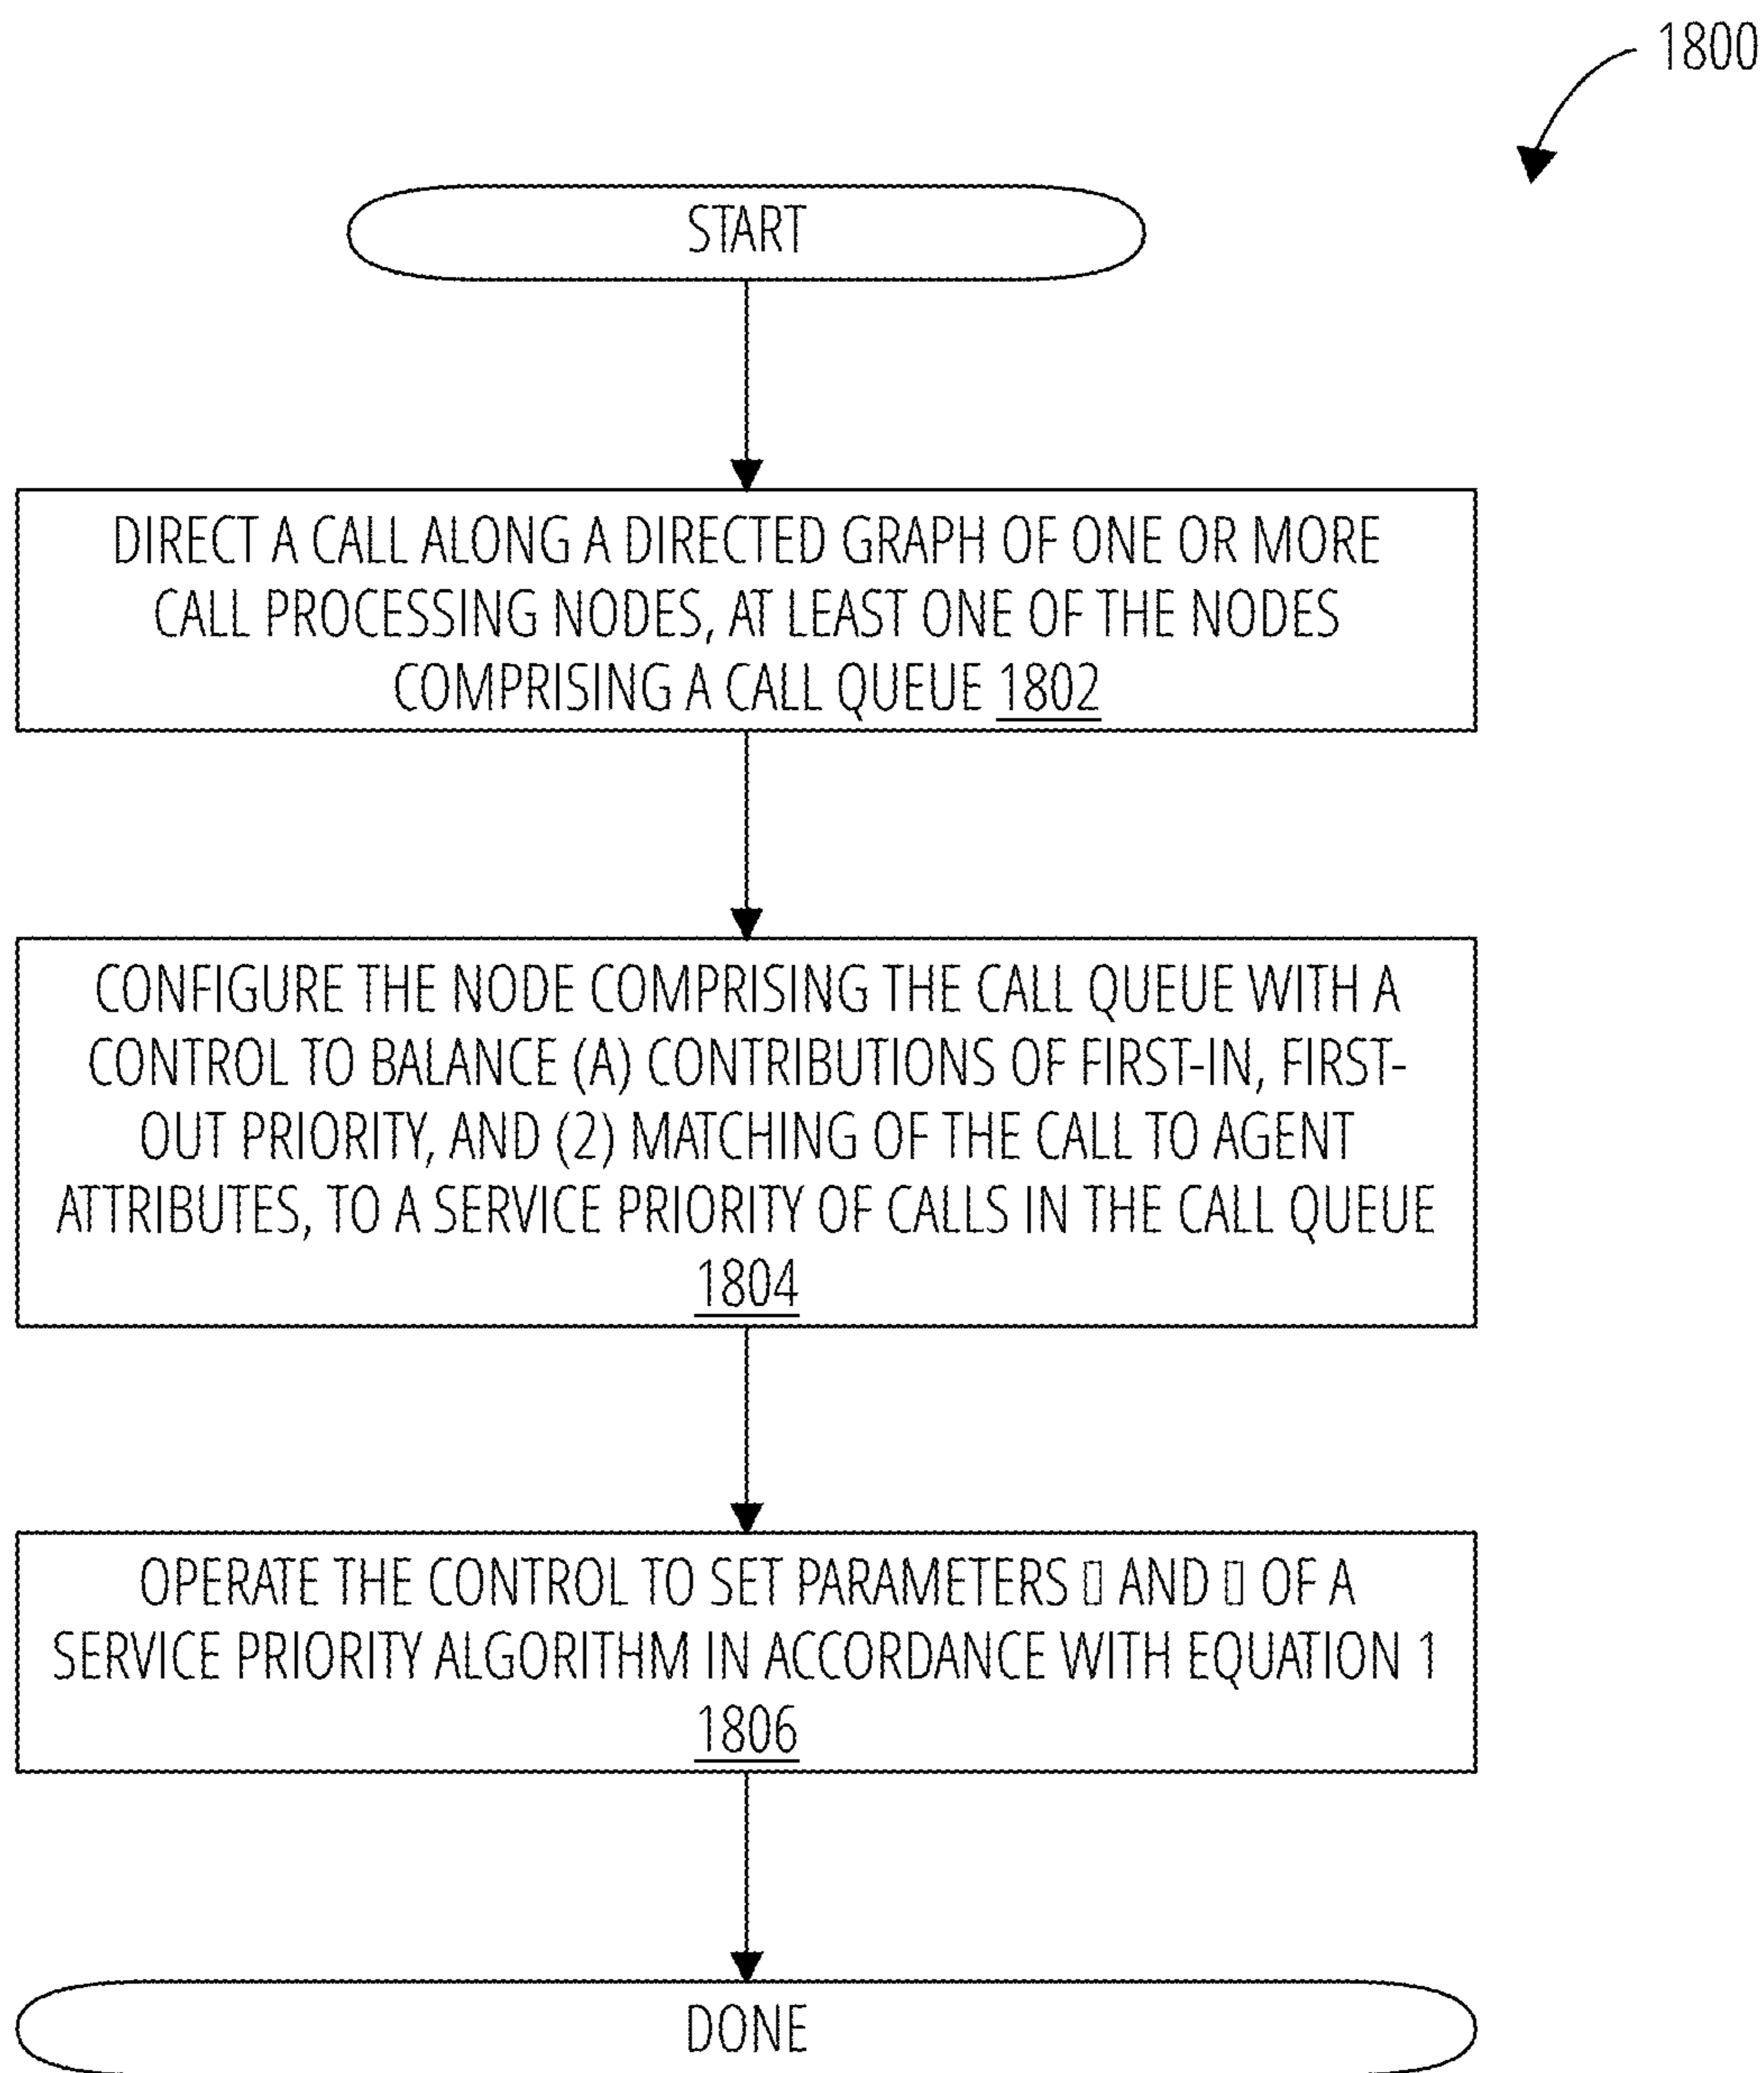 1800
START
DIRECT A CALL ALONG A DIRECTED GRAPH OF ONE OR MORE
CALL PROCESSING NODES, AT LEAST ONE OF THE NODES
COMPRISING A CALL QUEUE 1802
CONFIGURE THE NODE COMPRISING THE CALL QUEUE WITH A
CONTROL TO BALANCE (A) CONTRIBUTIONS OF FIRST-IN, FIRST-
OUT PRIORITY, AND (2) MATCHING OF THE CALL TO AGENT
ATTRIBUTES, TO A SERVICE PRIORITY OF CALLS IN THE CALL QUEUE
1804
OPERATE THE CONTROL TO SET PARAMETERS ▯ AND ▯ OF A
SERVICE PRIORITY ALGORITHM IN ACCORDANCE WITH EQUATION 1
1806
DONE